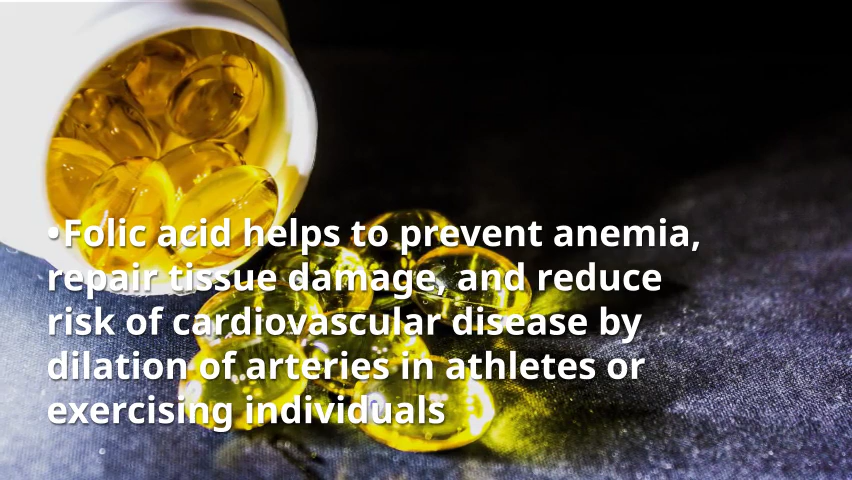 •Folic acid helps to prevent anemia,
repair tissue damage, and reduce
risk of cardiovascular disease by
dilation of arteries in athletes or
exercising individuals